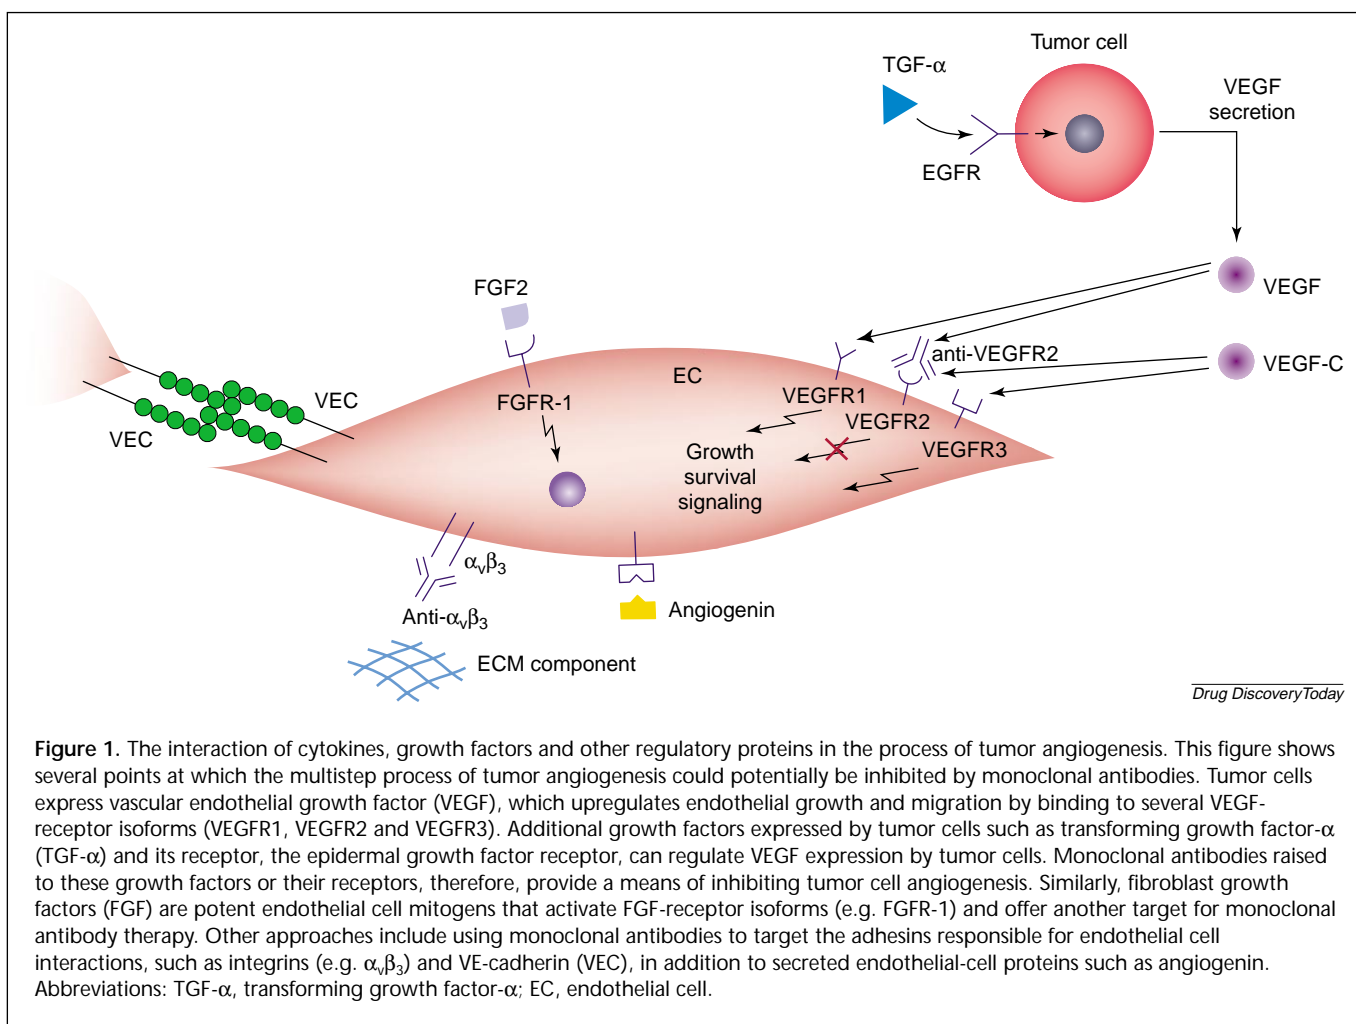 Tumor cell
TGF-α
VEGF
secretion
EGFR
VEGF
FGF2
anti-VEGFR2
VEGF-C
EC
VEC
FGFR-1
VEGFR1
VEGFR2
VEC
VEGFR3
Growth
survival
signaling
αvβ3
Anti-αvβ3
Angiogenin
ECM component
Drug Discovery Today
Figure 1. The interaction of cytokines, growth factors and other regulatory proteins in the process of tumor angiogenesis. This figure shows
several points at which the multistep process of tumor angiogenesis could potentially be inhibited by monoclonal antibodies. Tumor cells
express vascular endothelial growth factor (VEGF), which upregulates endothelial growth and migration by binding to several VEGF-
receptor isoforms (VEGFR1, VEGFR2 and VEGFR3). Additional growth factors expressed by tumor cells such as transforming growth factor-α
(TGF-α) and its receptor, the epidermal growth factor receptor, can regulate VEGF expression by tumor cells. Monoclonal antibodies raised
to these growth factors or their receptors, therefore, provide a means of inhibiting tumor cell angiogenesis. Similarly, fibroblast growth
factors (FGF) are potent endothelial cell mitogens that activate FGF-receptor isoforms (e.g. FGFR-1) and offer another target for monoclonal
antibody therapy. Other approaches include using monoclonal antibodies to target the adhesins responsible for endothelial cell
interactions, such as integrins (e.g. αvβ3) and VE-cadherin (VEC), in addition to secreted endothelial-cell proteins such as angiogenin.
Abbreviations: TGF-α, transforming growth factor-α; EC, endothelial cell.